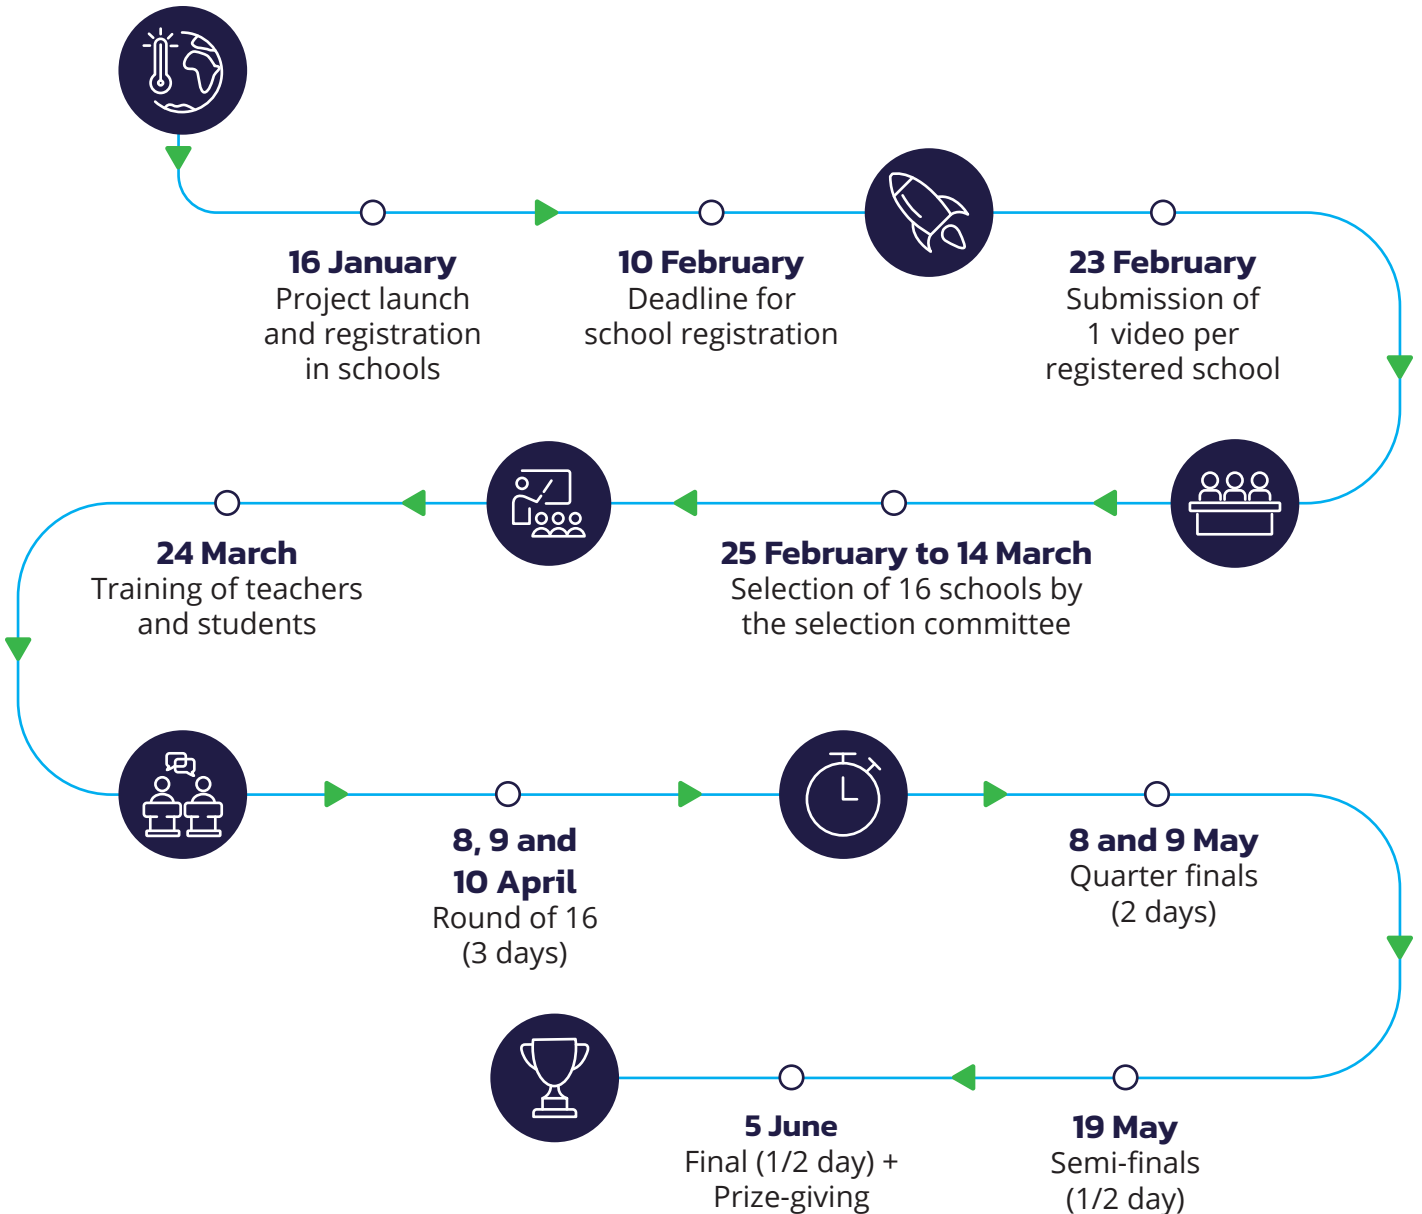 16 January
Project launch
and registration
in schools
10 February
Deadline for
school registration
23 February
Submission of
1 video per
registered school
25 February to 14 March
Selection of 16 schools by
the selection committee
24 March
Training of teachers
and students
8, 9 and
10 April
Round of 16
(3 days)
8 and 9 May
Quarter finals
(2 days)
19 May
Semi-finals
(1/2 day)
5 June
Final (1/2 day) +
Prize-giving